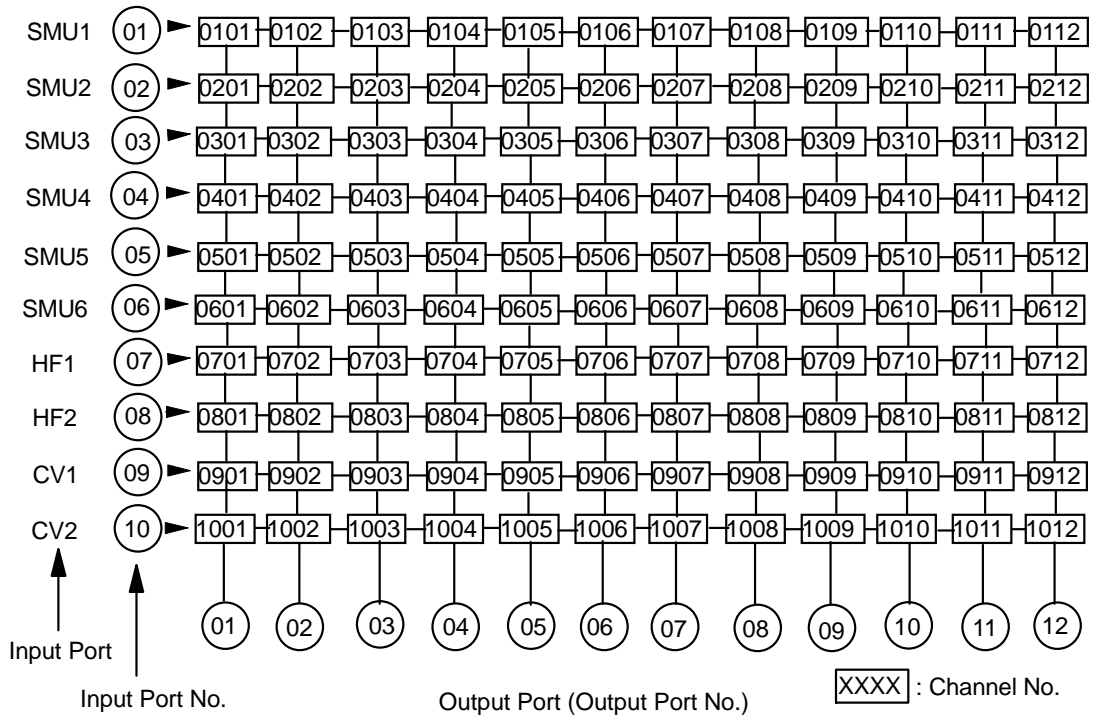 SMU1 01 0101 0102 0103 0104 0105 0106 0107 0108 0109 0110 0111 0112
SMU2 02 0201 0202 0203 0204 0205 0206 0207 0208 0209 0210 0211 0212
SMU3 03 0301 0302 0303 0304 0305 0306 0307 0308 0309 0310 0311 0312
SMU4 04 0401 0402 0403 0404 0405 0406 0407 0408 0409 0410 0411 0412
SMU5 05 0501 0502 0503 0504 0505 0506 0507 0508 0509 0510 0511 0512
SMU6 06 0601 0602 0603 0604 0605 0606 0607 0608 0609 0610 0611 0612
HF1 07 0701 0702 0703 0704 0705 0706 0707 0708 0709 0710 0711 0712
HF2 08 0801 0802 0803 0804 0805 0806 0807 0808 0809 0810 0811 0812
CV1 09 0901 0902 0903 0904 0905 0906 0907 0908 0909 0910 0911 0912
CV2 10 1001 1002 1003 1004 1005 1006 1007 1008 1009 1010 1011 1012
01 02 03 04 05 06 07 08 09 10 11 12
Input Port
Input Port No.
Output Port (Output Port No.)
XXXX : Channel No.